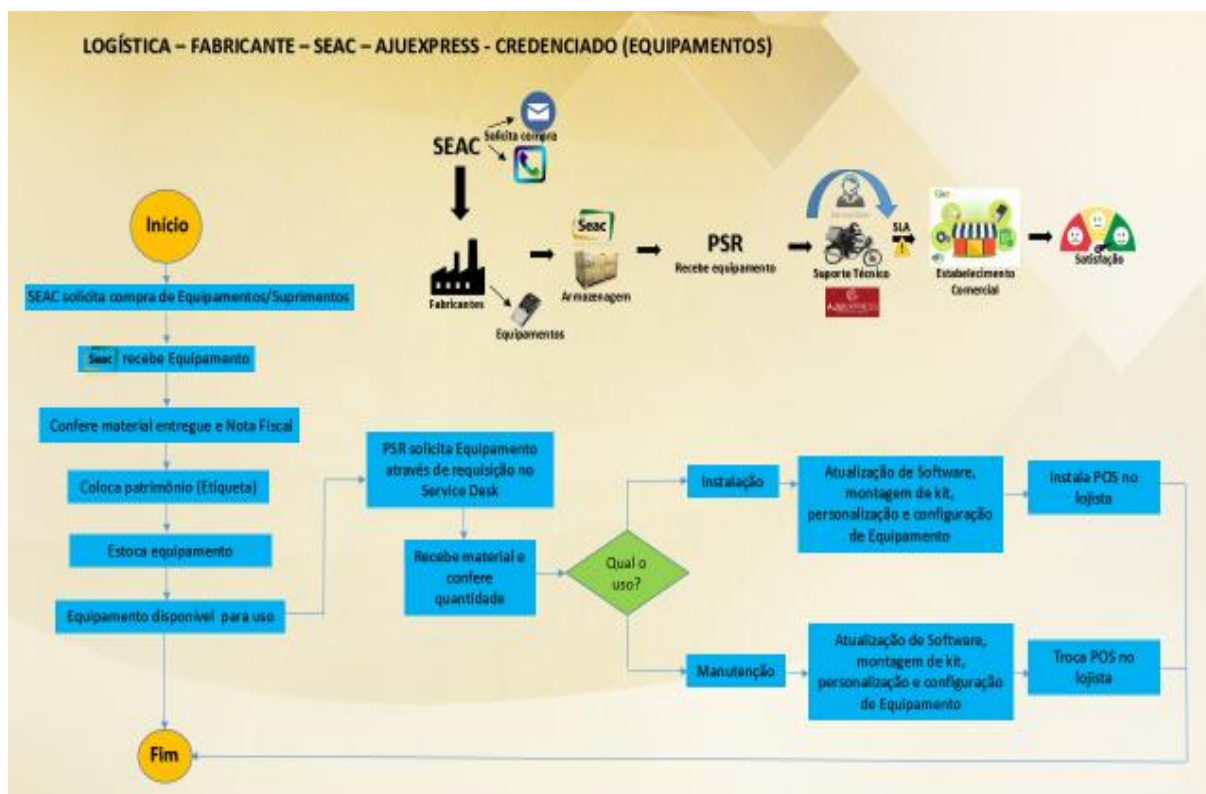 LOGÍSTICA – FABRICANTE – SEAC – AJUEXPRESS - CREDENCIADO (EQUIPAMENTOS)
SEAC
Solicita compra
Fabricantes
Equipamentos
Seac
Armazenagem
PSR
Recebe equipamento
SLA
Suporte Técnico
AJUEXPRESS
Estabelecimento
Comercial
Satisfação
Início
SEAC solicita compra de Equipamentos/Suprimentos
Seac recebe Equipamento
Confere material entregue e Nota Fiscal
Coloca patrimônio (Etiqueta)
Estoca equipamento
Equipamento disponível para uso
Fim
PSR solicita Equipamento
através de requisição no
Service Desk
Recebe material e
confere
quantidade
Qual o
uso?
Instalação
Atualização de Software,
montagem de kit,
personalização e configuração
de Equipamento
Instala POS no
lojista
Manutenção
Atualização de Software,
montagem de kit,
personalização e configuração
de Equipamento
Troca POS no
lojista